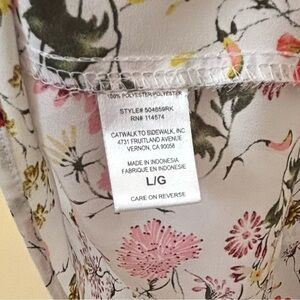 100% POLYESTER/POLYESTER
STYLE# 504659RK
RN# 114574
CATWALK TO SIDEWALK, INC
4731 FRUITLAND AVENUE
VERNON, CA 90058
MADE IN INDONESIA
FABRIQUE EN INDONESIE
L/G
CARE ON REVERSE